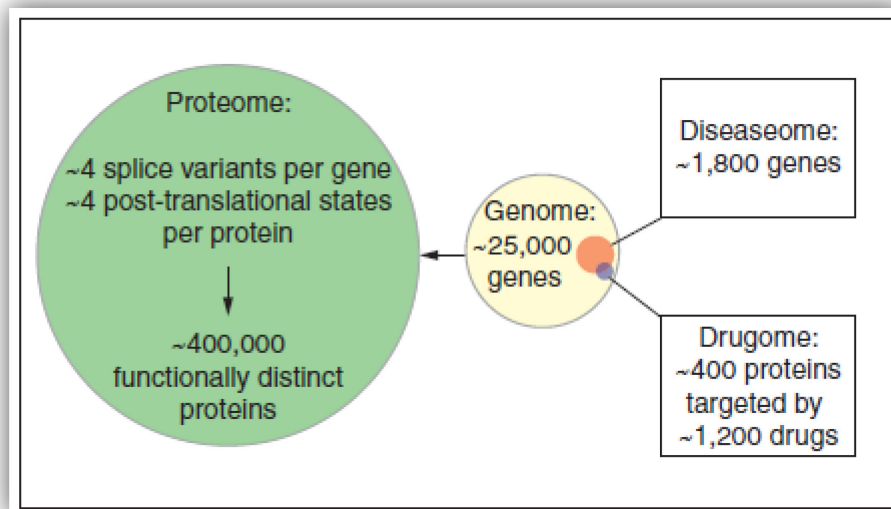 Proteome:
~4 splice variants per gene
~4 post-translational states
per protein
~400,000
functionally distinct
proteins
Genome:
~25,000
genes
Diseaseome:
~1,800 genes
Drugome:
~400 proteins
targeted by
~1,200 drugs